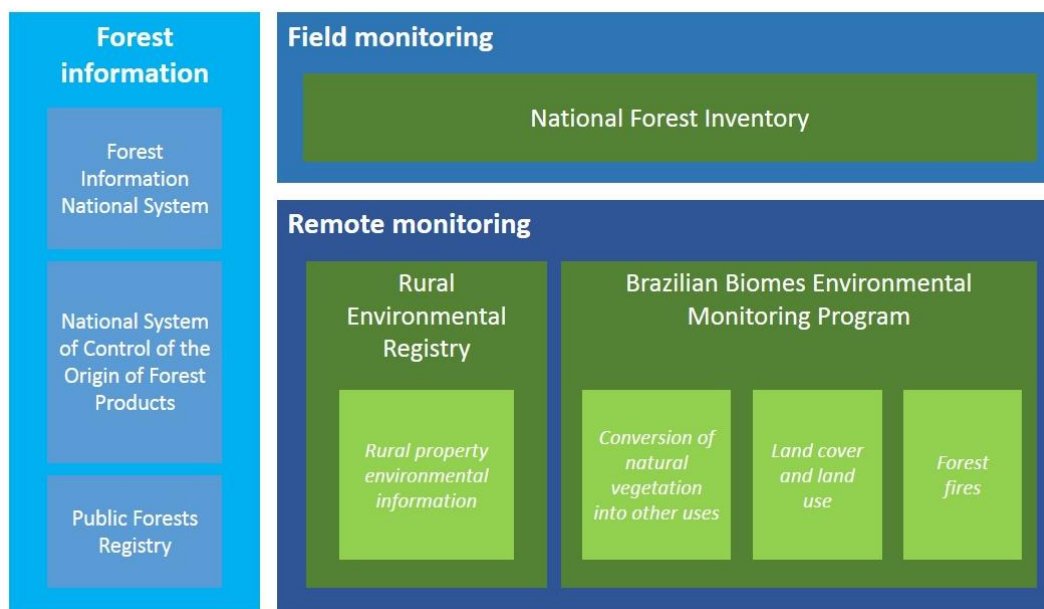 Forest
information
Forest
Information
National System
National System
of Control of the
Origin of Forest
Products
Public Forests
Registry
Field monitoring
National Forest Inventory
Remote monitoring
Rural
Environmental
Registry
Rural property
environmental
information
Brazilian Biomes Environmental
Monitoring Program
Conversion of
natural
vegetation
into other uses
Land cover
and land
use
Forest
fires